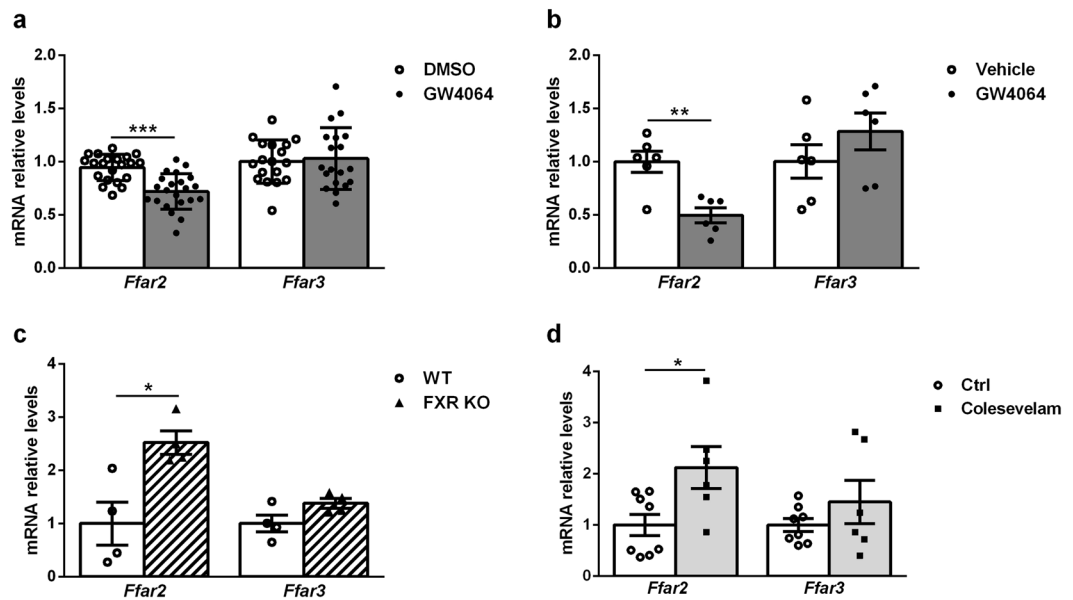 a
mRNA relative levels
2.0
1.5
1.0
0.5
0.0
***
Ffar2
Ffar3
DMSO
GW4064
b
mRNA relative levels
2.0
1.5
1.0
0.5
0.0
**
Ffar2
Ffar3
Vehicle
GW4064
c
mRNA relative levels
4
3
2
1
0
*
Ffar2
Ffar3
WT
FXR KO
d
mRNA relative levels
4
3
2
1
0
*
Ffar2
Ffar3
Ctrl
Colesevelam